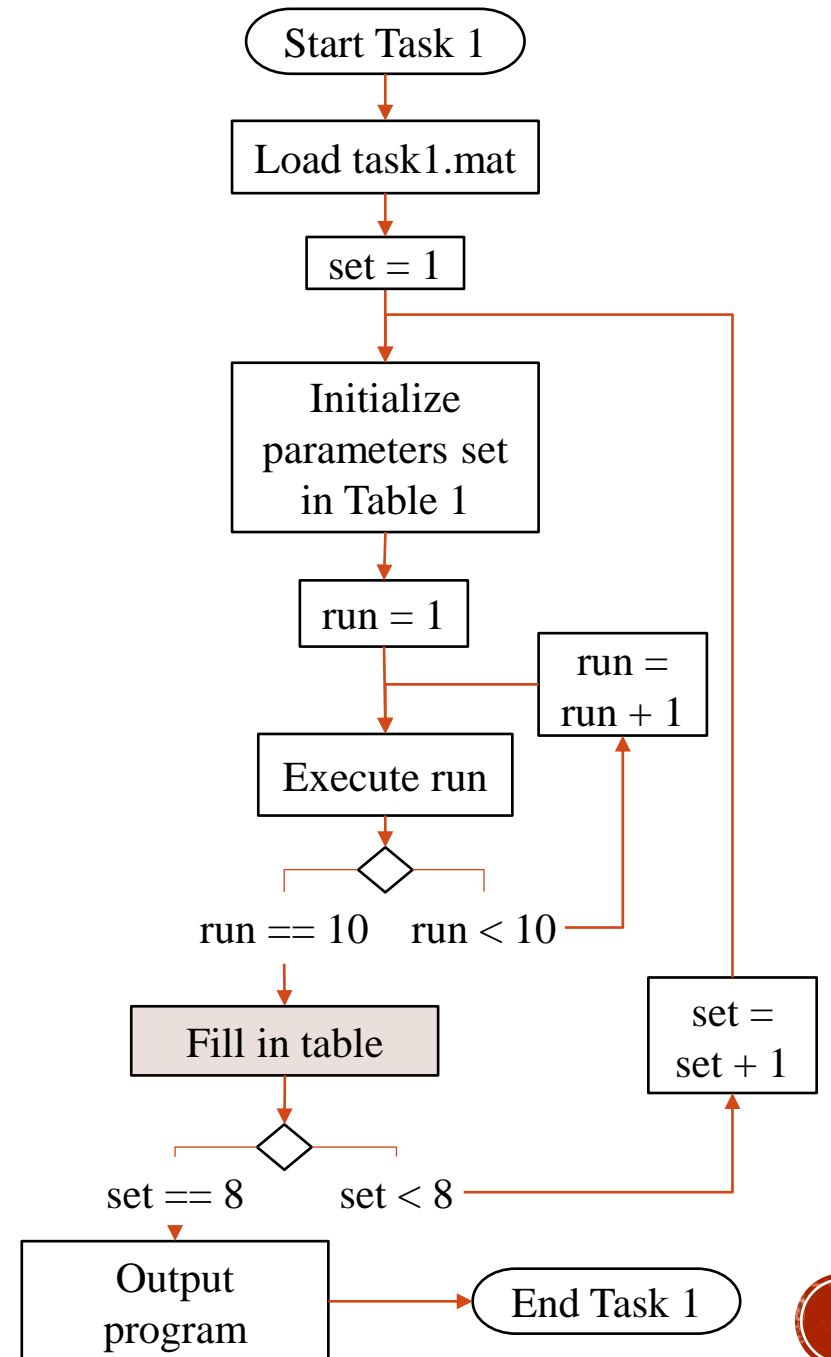 Start Task 1
Load task1.mat
set = 1
Initialize
parameters set
in Table 1
run = 1
run =
run + 1
Execute run
run == 10
run < 10
Fill in table
set =
set + 1
set == 8
set < 8
Output
program
End Task 1